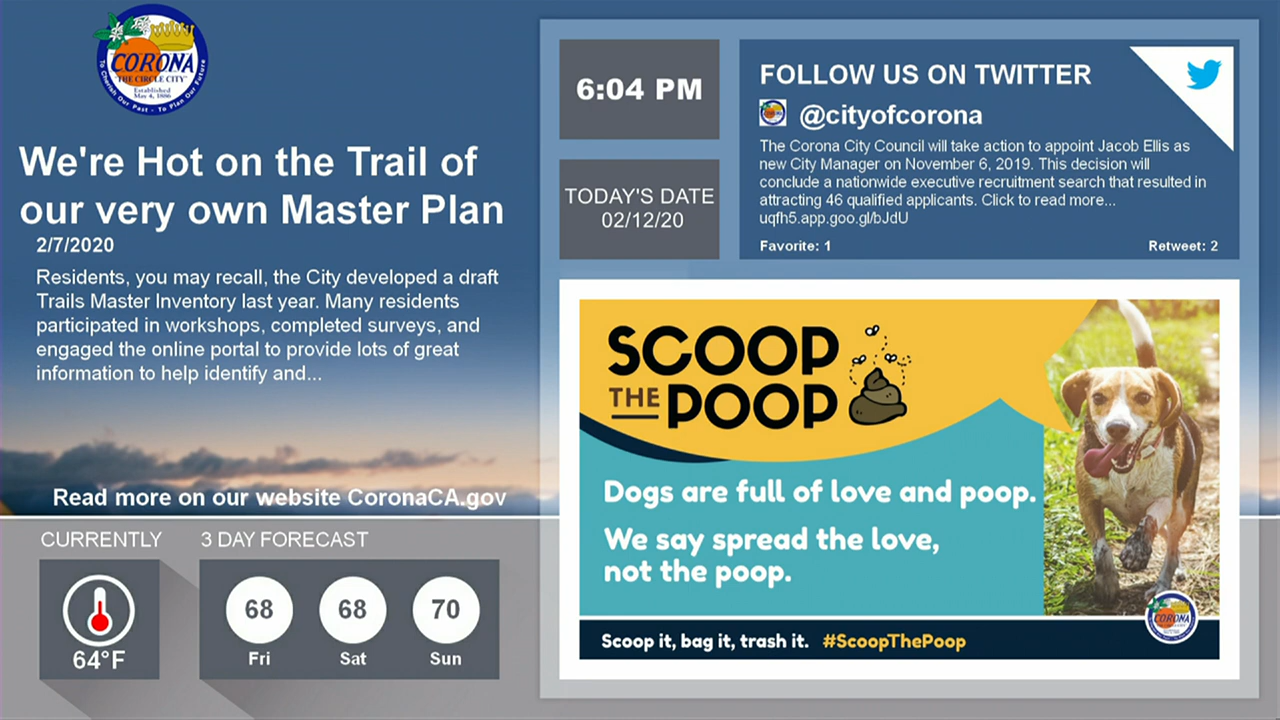 CORONA
"THE CIRCLE CITY"
Established
May 4, 1886
To Cherish Our Past - To Plan Our Future
We're Hot on the Trail of
our very own Master Plan
2/7/2020
Residents, you may recall, the City developed a draft
Trails Master Inventory last year. Many residents
participated in workshops, completed surveys, and
engaged the online portal to provide lots of great
information to help identify and...
Read more on our website CoronaCA.gov
CURRENTLY
64°F
3 DAY FORECAST
68
68
70
Fri
Sat
Sun
6:04 PM
TODAY'S DATE
02/12/20
FOLLOW US ON TWITTER
@cityofcorona
The Corona City Council will take action to appoint Jacob Ellis as
new City Manager on November 6, 2019. This decision will
conclude a nationwide executive recruitment search that resulted in
attracting 46 qualified applicants. Click to read more...
uqfh5.app.goo.gl/bJdU
Favorite: 1
Retweet: 2
SCOOP
THE POOP
Dogs are full of love and poop.
We say spread the love,
not the poop.
Scoop it, bag it, trash it. #ScoopThePoop
CORONA